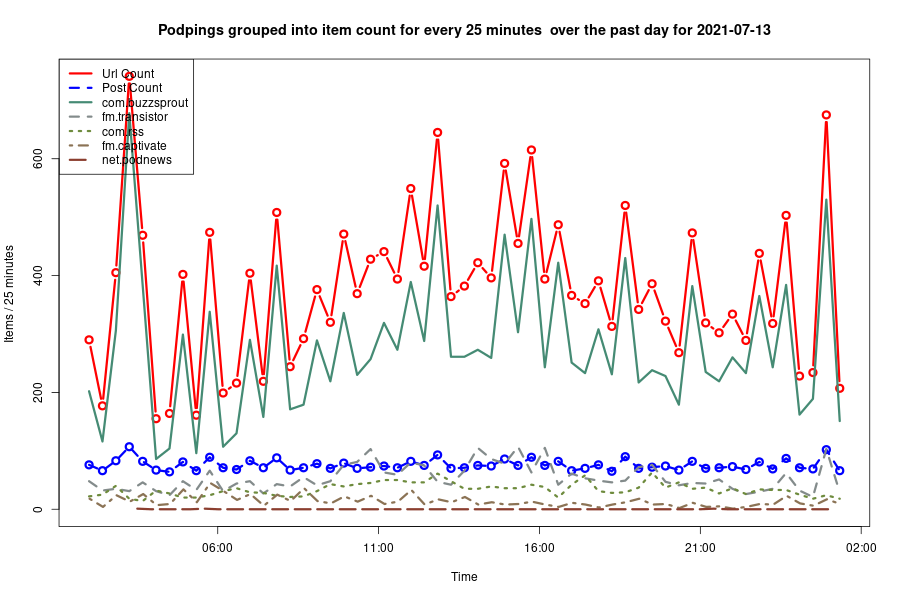 Podpings grouped into item count for every 25 minutes  over the past day for 2021-07-13
Url Count
Post Count
com.buzzsprout
fm.transistor
com.rss
fm.captivate
net.podnews
Items / 25 minutes
600
400
200
0
06:00
11:00
16:00
21:00
02:00
Time